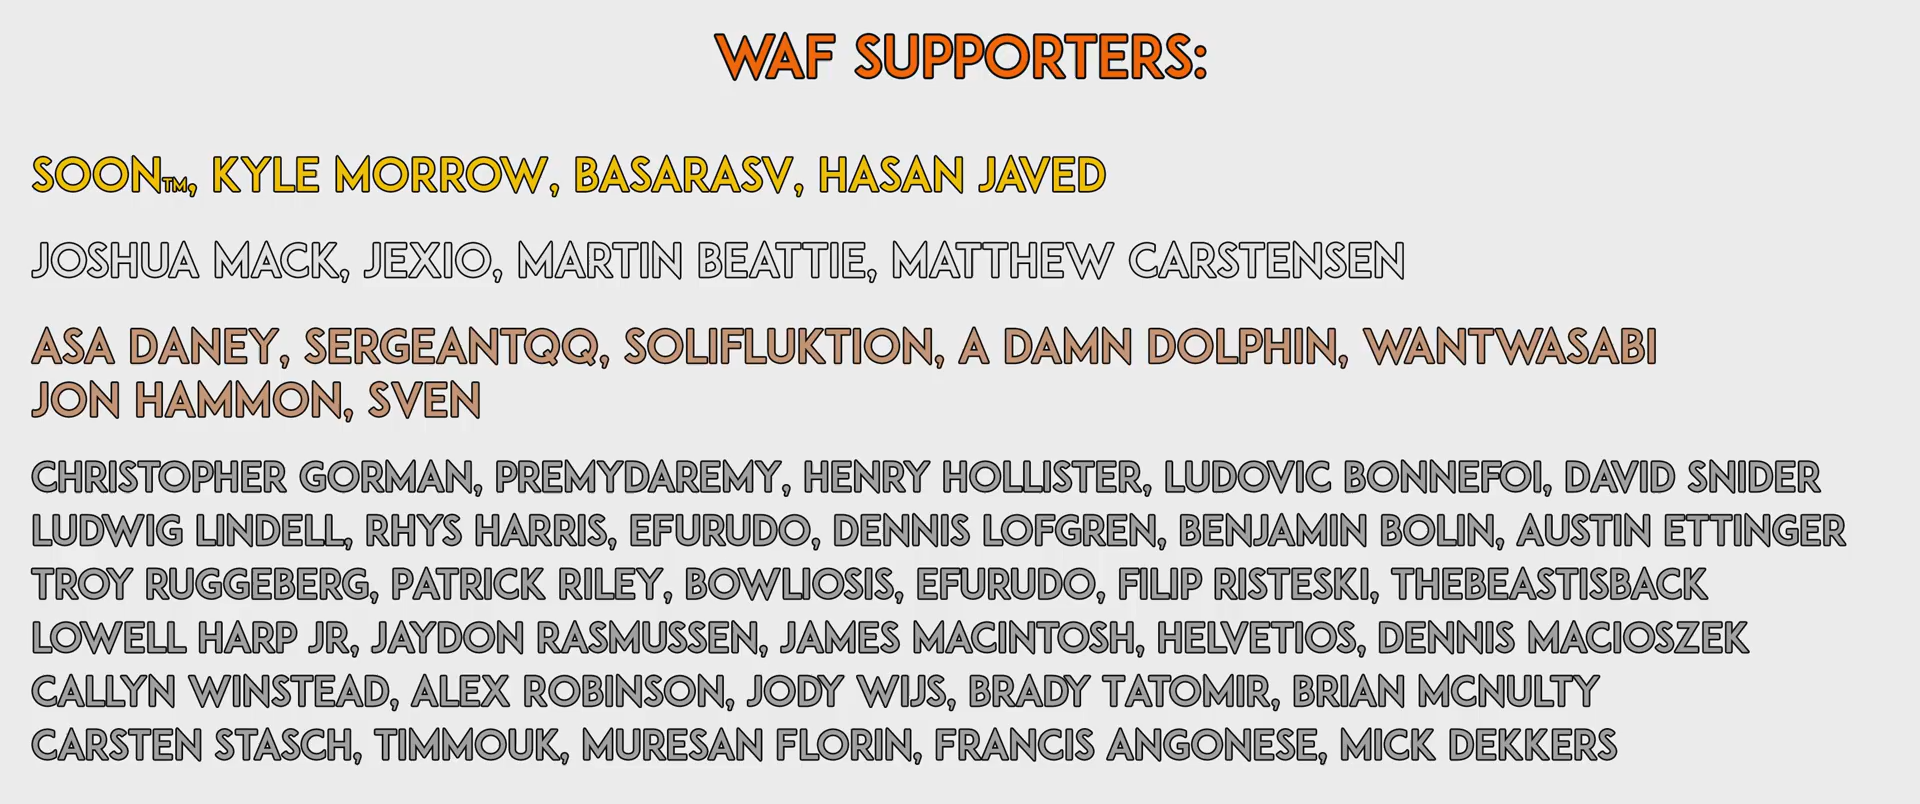 WAF SUPPORTERS:
SOON™, KYLE MORROW, BASARASV, HASAN JAVED
JOSHUA MACK, JEXIO, MARTIN BEATTIE, MATTHEW CARSTENSEN
ASA DANEY, SERGEANTQQ, SOLIFLUKTION, A DAMN DOLPHIN, WANTWASABI
JON HAMMON, SVEN
CHRISTOPHER GORMAN, PREMYDAREMY, HENRY HOLLISTER, LUDOVIC BONNEFOI, DAVID SNIDER
LUDWIG LINDELL, RHYS HARRIS, EFURUDO, DENNIS LOFGREN, BENJAMIN BOLIN, AUSTIN ETTINGER
TROY RUGGEBERG, PATRICK RILEY, BOWLIOSIS, EFURUDO, FILIP RISTESKI, THEBEASTISBACK
LOWELL HARP JR, JAYDON RASMUSSEN, JAMES MACINTOSH, HELVETIOS, DENNIS MACIOSZEK
CALLYN WINSTEAD, ALEX ROBINSON, JODY WIJS, BRADY TATOMIR, BRIAN MCNULTY
CARSTEN STASCH, TIMMOUK, MURESAN FLORIN, FRANCIS ANGONESE, MICK DEKKERS